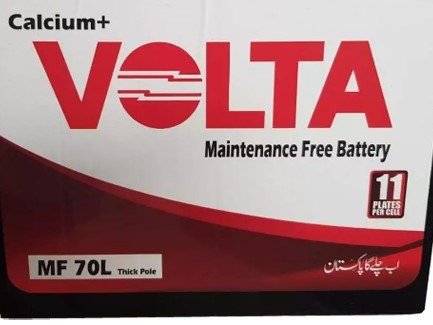 Calcium+
VOLTA
Maintenance Free Battery
11
PLATES
PER CELL
MF 70L Thick Pole
اب چلے گا پاکستان